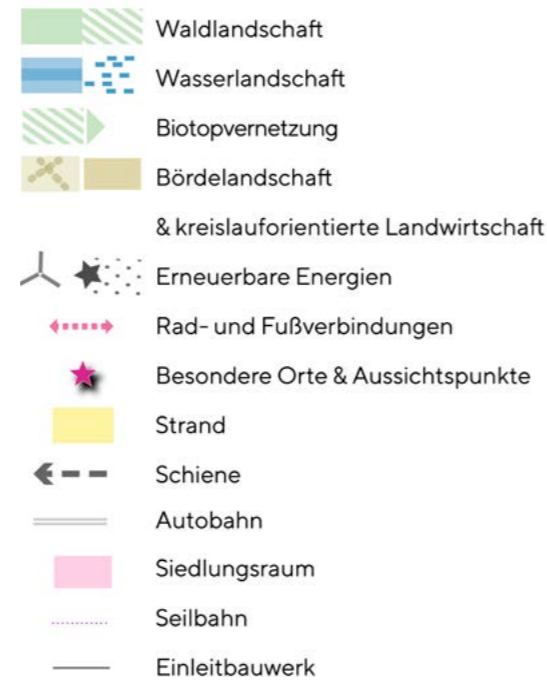 Waldlandschaft
Wasserlandschaft
Biotopvernetzung
Bördelandschaft
& kreislauforientierte Landwirtschaft
Erneuerbare Energien
Rad- und Fußverbindungen
Besondere Orte & Aussichtspunkte
Strand
Schiene
Autobahn
Siedlungsraum
Seilbahn
Einleitbauwerk